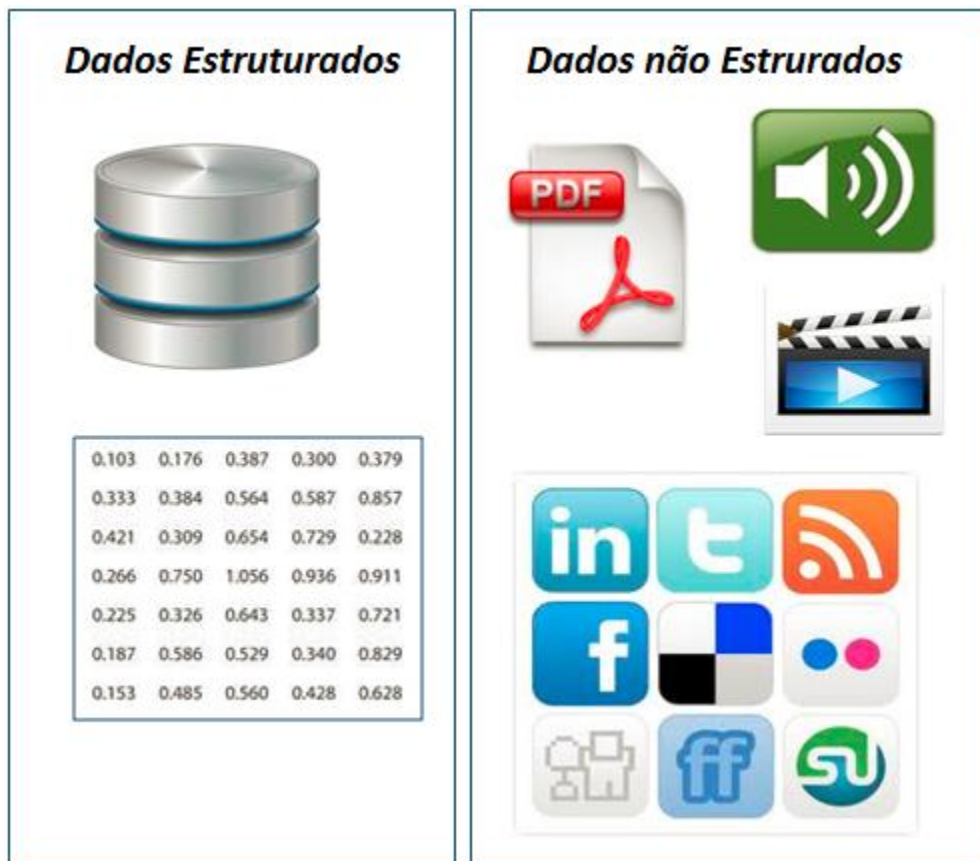 Dados Estruturados
0.103 0.176 0.387 0.300 0.379
0.333 0.384 0.564 0.587 0.857
0.421 0.309 0.654 0.729 0.228
0.266 0.750 1.056 0.936 0.911
0.225 0.326 0.643 0.337 0.721
0.187 0.586 0.529 0.340 0.829
0.153 0.485 0.560 0.428 0.628
Dados não Estrurados
PDF
in t
f
ff su